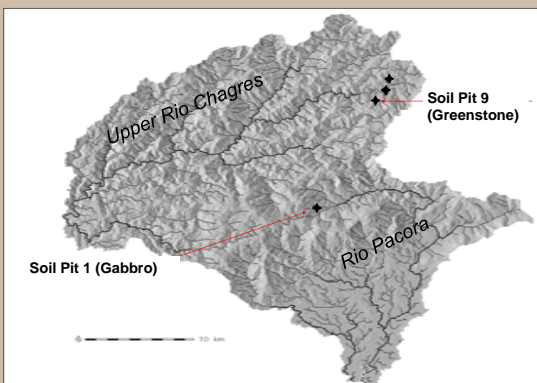 Upper Rio Chagres
Soil Pit 9
(Greenstone)
Rio Pacora
Soil Pit 1 (Gabbro)
10 km